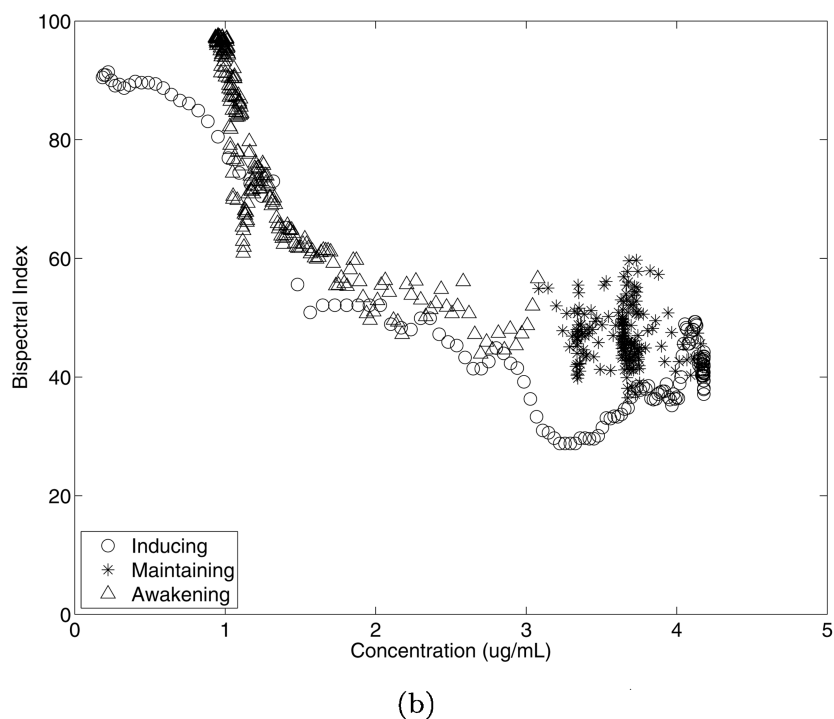 100
80
60
40
20
0
Bispectral Index
Inducing
Maintaining
Awakening
0 1 2 3 4 5
Concentration (ug/mL)
(b)